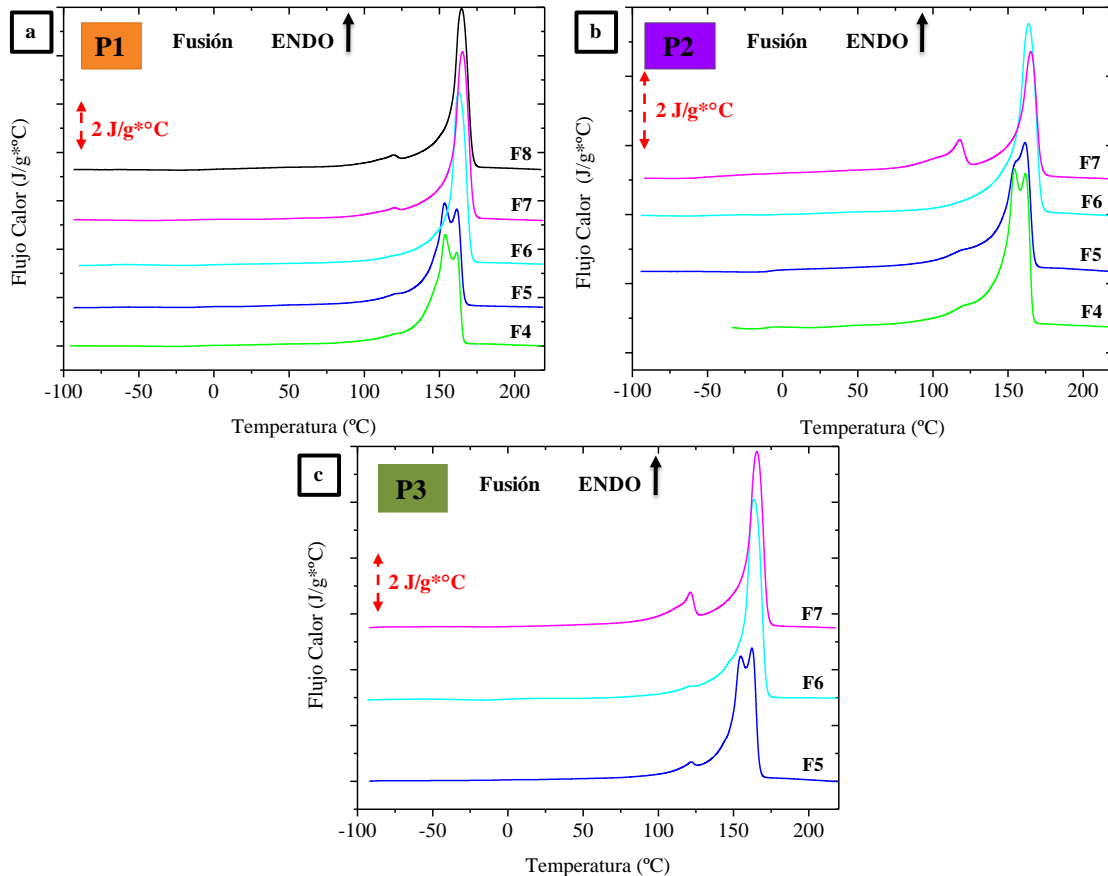 a
P1
Fusión ENDO
2 J/g*°C
F8
F7
F6
F5
F4
Flujo Calor (J/g*ºC)
-100 -50 0 50 100 150 200
Temperatura (ºC)
b
P2
Fusión ENDO
2 J/g*°C
F7
F6
F5
F4
Flujo Calor (J/g*ºC)
-100 -50 0 50 100 150 200
Temperatura (ºC)
c
P3
Fusión ENDO
2 J/g*°C
F7
F6
F5
Flujo Calor (J/g*ºC)
-100 -50 0 50 100 150 200
Temperatura (ºC)